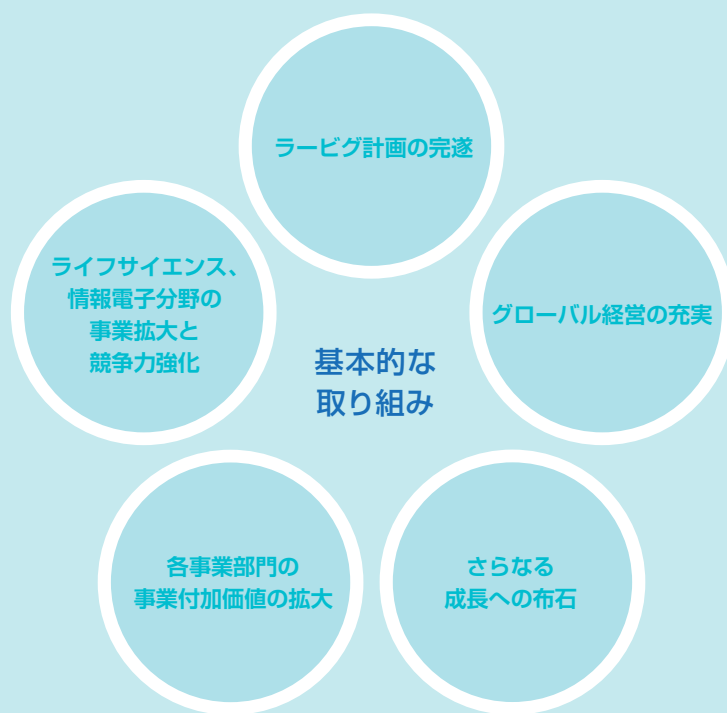 ラービグ計画の完遂
ライフサイエンス、
情報電子分野の
事業拡大と
競争力強化
グローバル経営の充実
基本的な
取り組み
各事業部門の
事業付加価値の拡大
さらなる
成長への布石